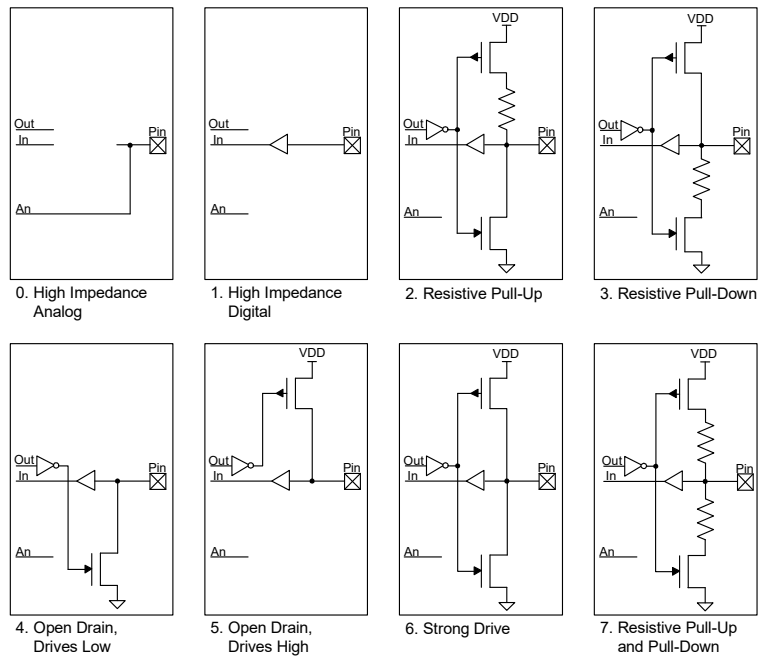 VDD
VDD
Out
In
Pin
An
Out
In
Pin
An
Out
In
Pin
An
Out
In
Pin
An
0. High Impedance
Analog
1. High Impedance
Digital
2. Resistive Pull-Up
3. Resistive Pull-Down
VDD
VDD
VDD
Out
In
Pin
An
Out
In
Pin
An
Out
In
Pin
An
Out
In
Pin
An
4. Open Drain,
Drives Low
5. Open Drain,
Drives High
6. Strong Drive
7. Resistive Pull-Up
and Pull-Down